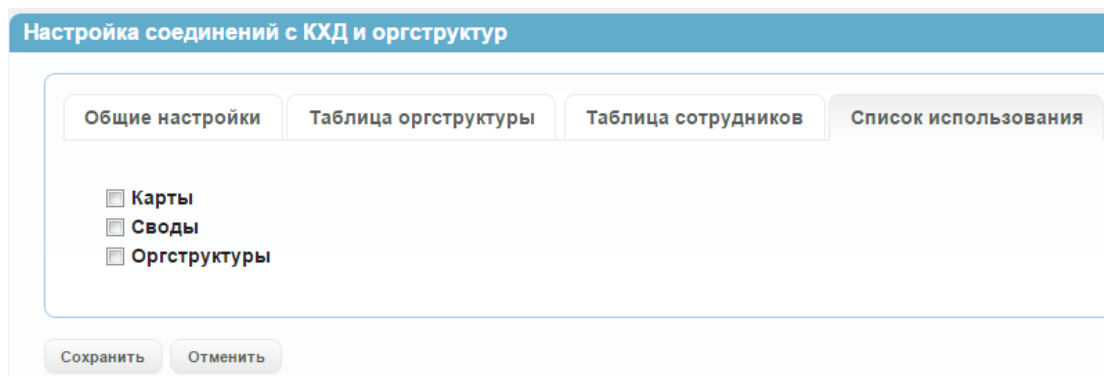 Настройка соединений с КХД и оргструктур
Общие настройки Таблица оргструктуры Таблица сотрудников Список использования
Карты
Своды
Оргструктуры
Сохранить Отменить